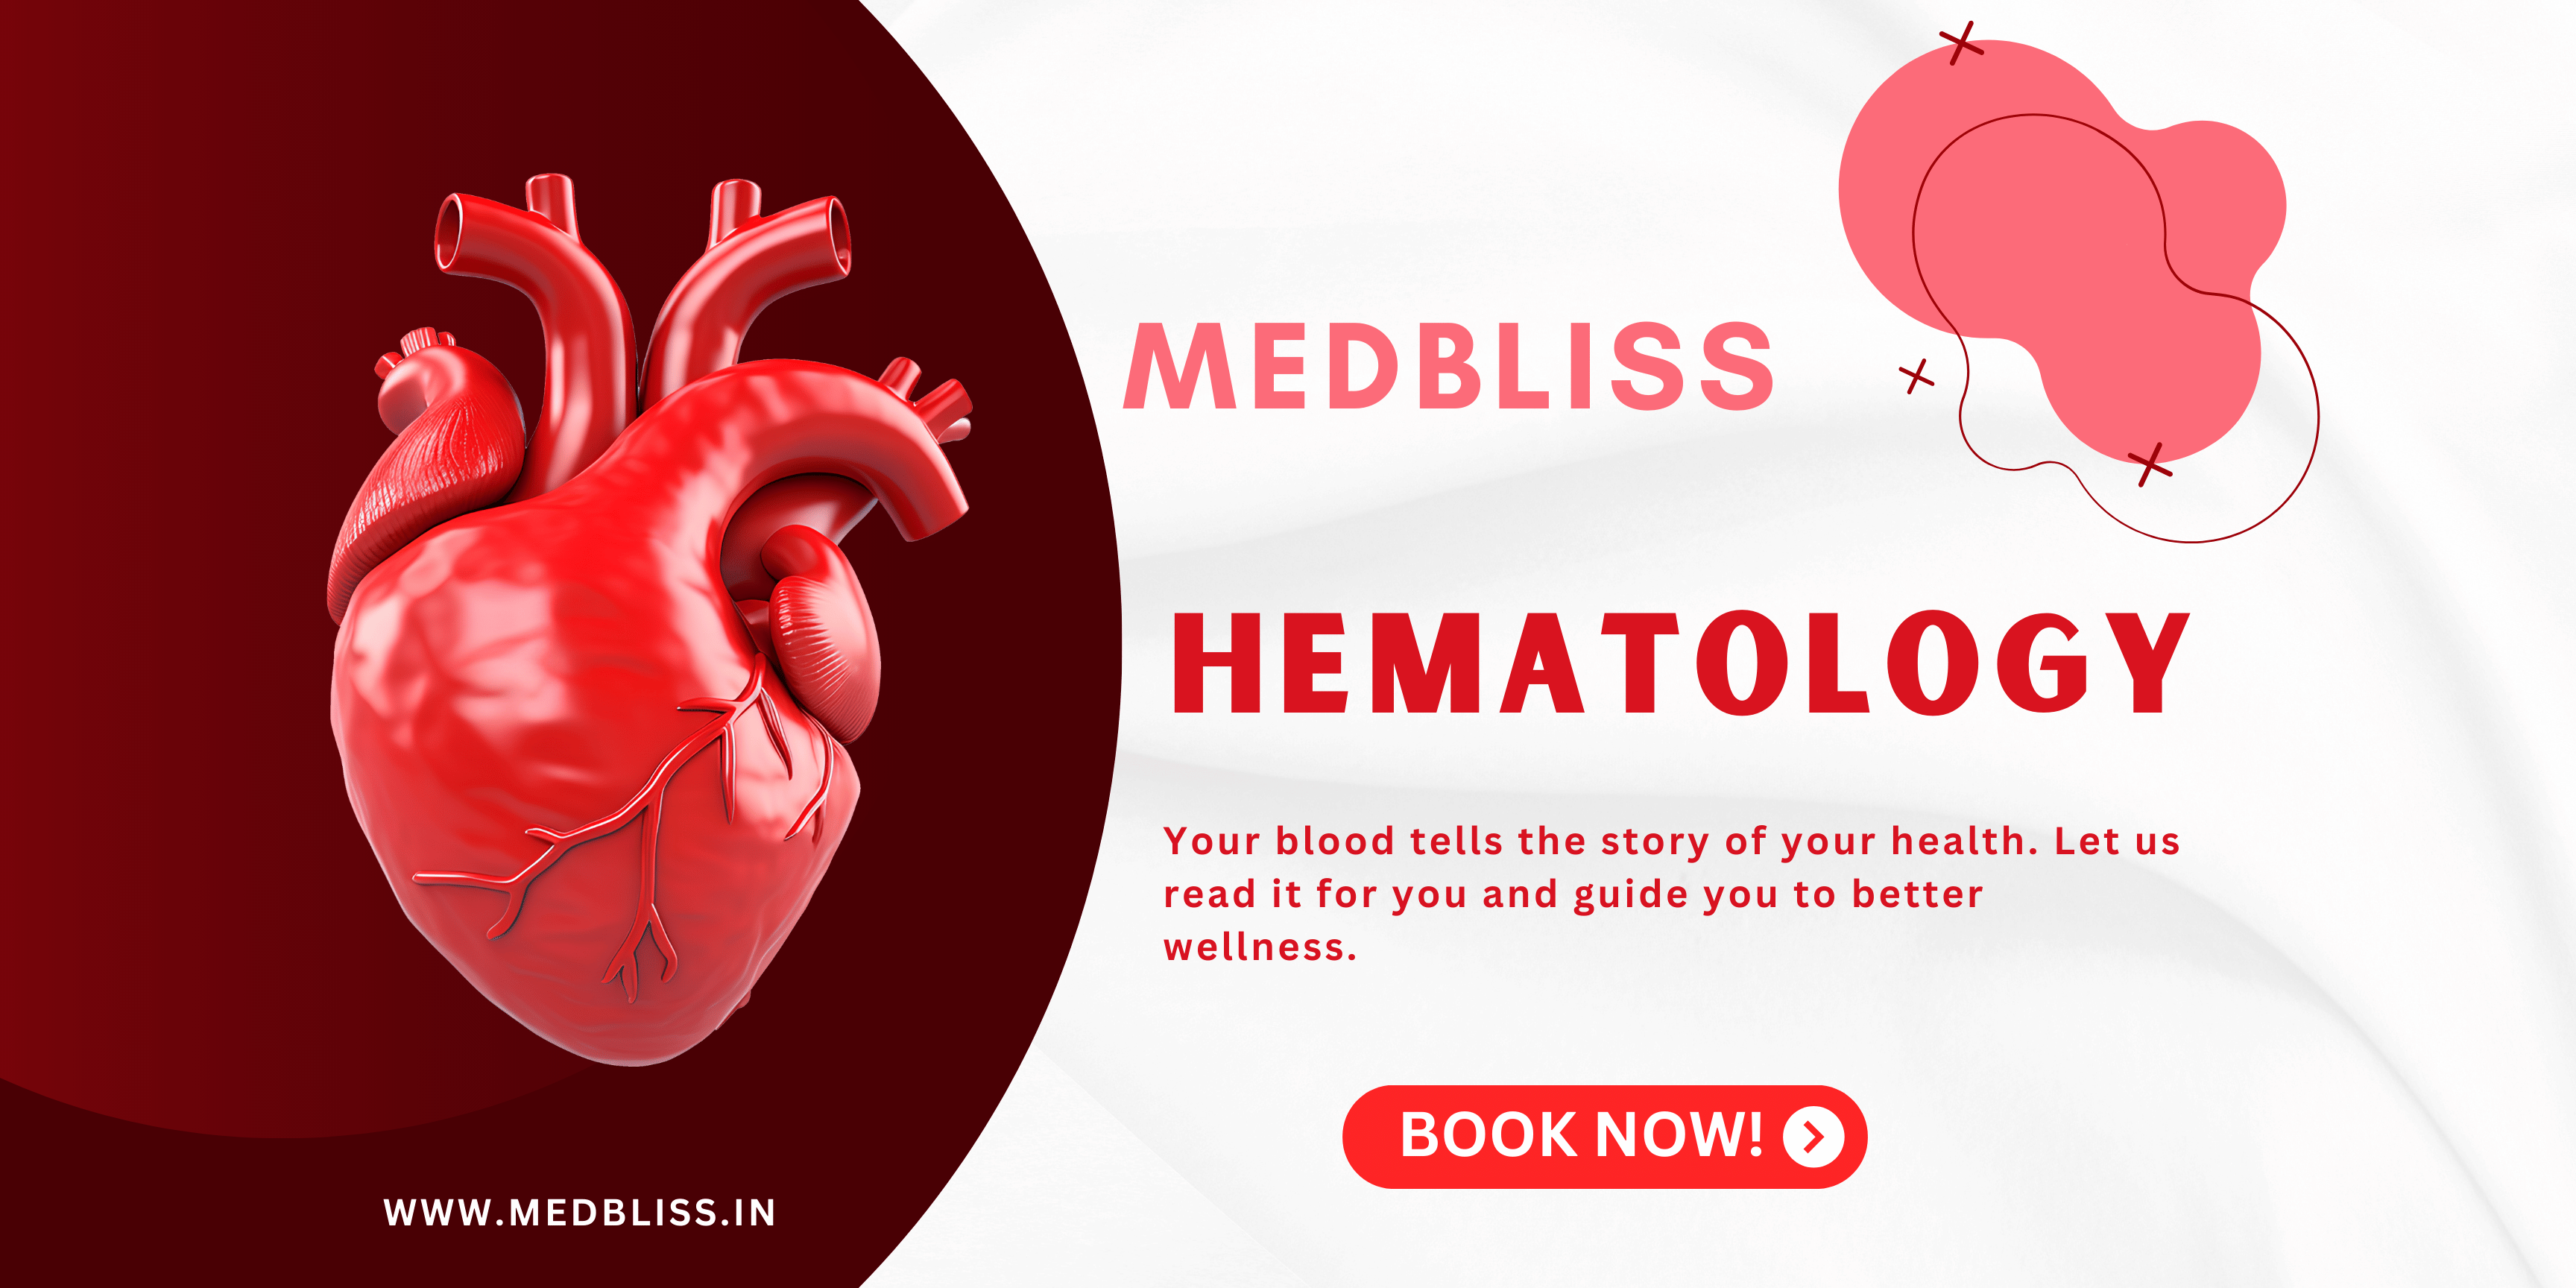 MEDBLISS
HEMATOLOGY
Your blood tells the story of your health. Let us
read it for you and guide you to better
wellness.
BOOK NOW!
WWW.MEDBLISS.IN